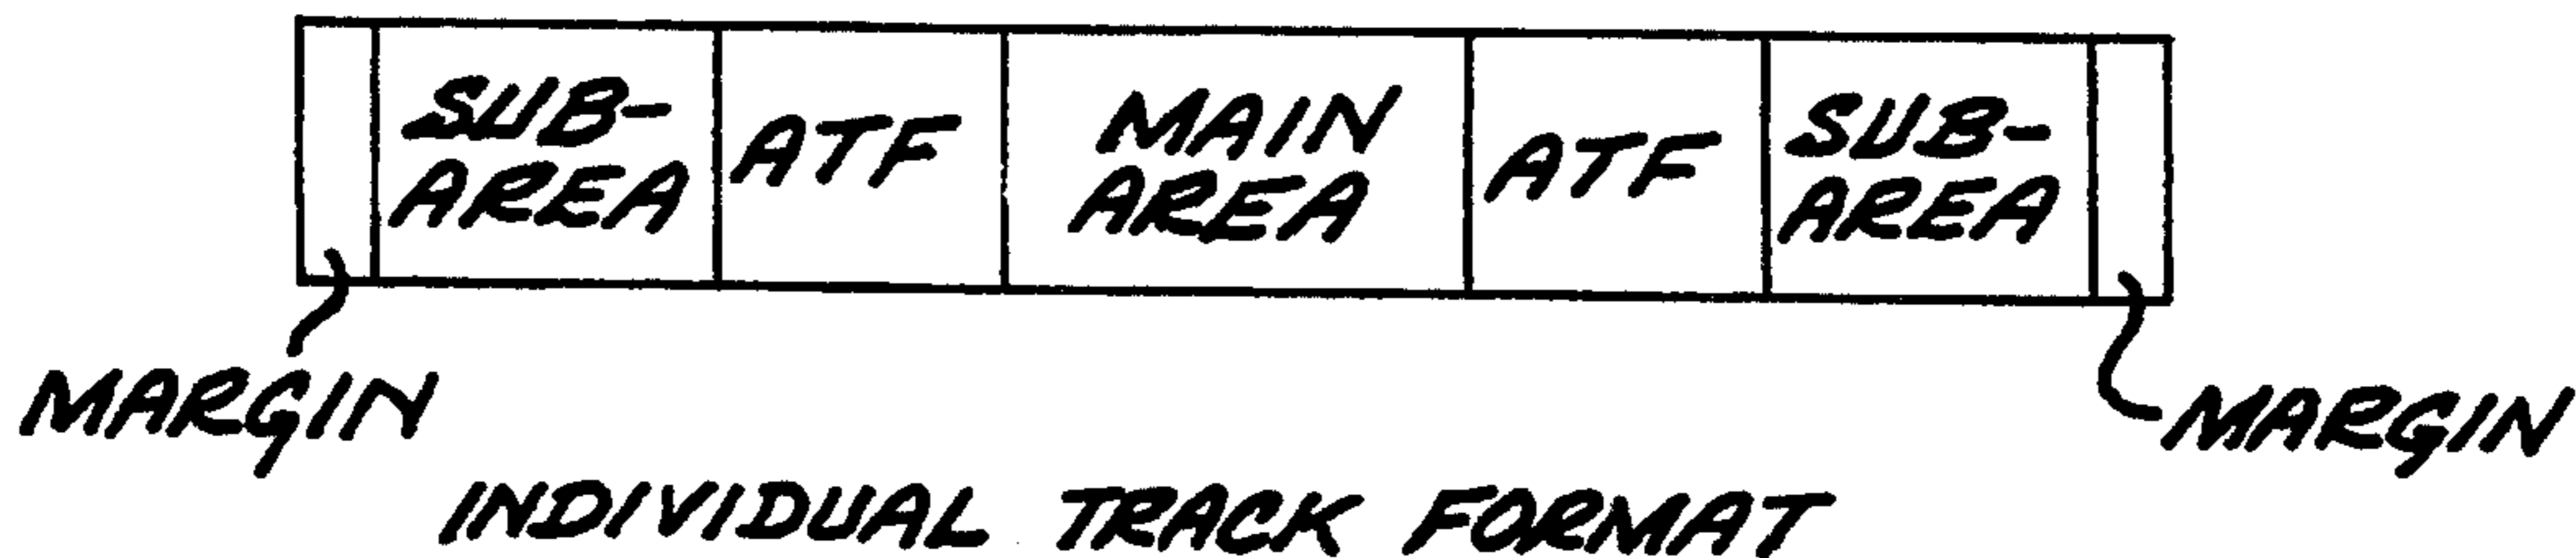 SUB-
AREA
ATF
MAIN
AREA
ATF
SUB-
AREA
MARGIN
MARGIN
INDIVIDUAL TRACK FORMAT